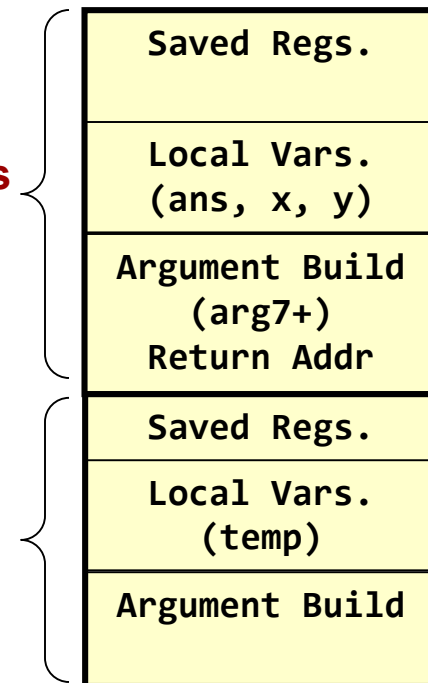 Saved Regs.
Local Vars.
(ans, x, y)
s
Argument Build
(arg7+)
Return Addr
Saved Regs.
Local Vars.
(temp)
Argument Build